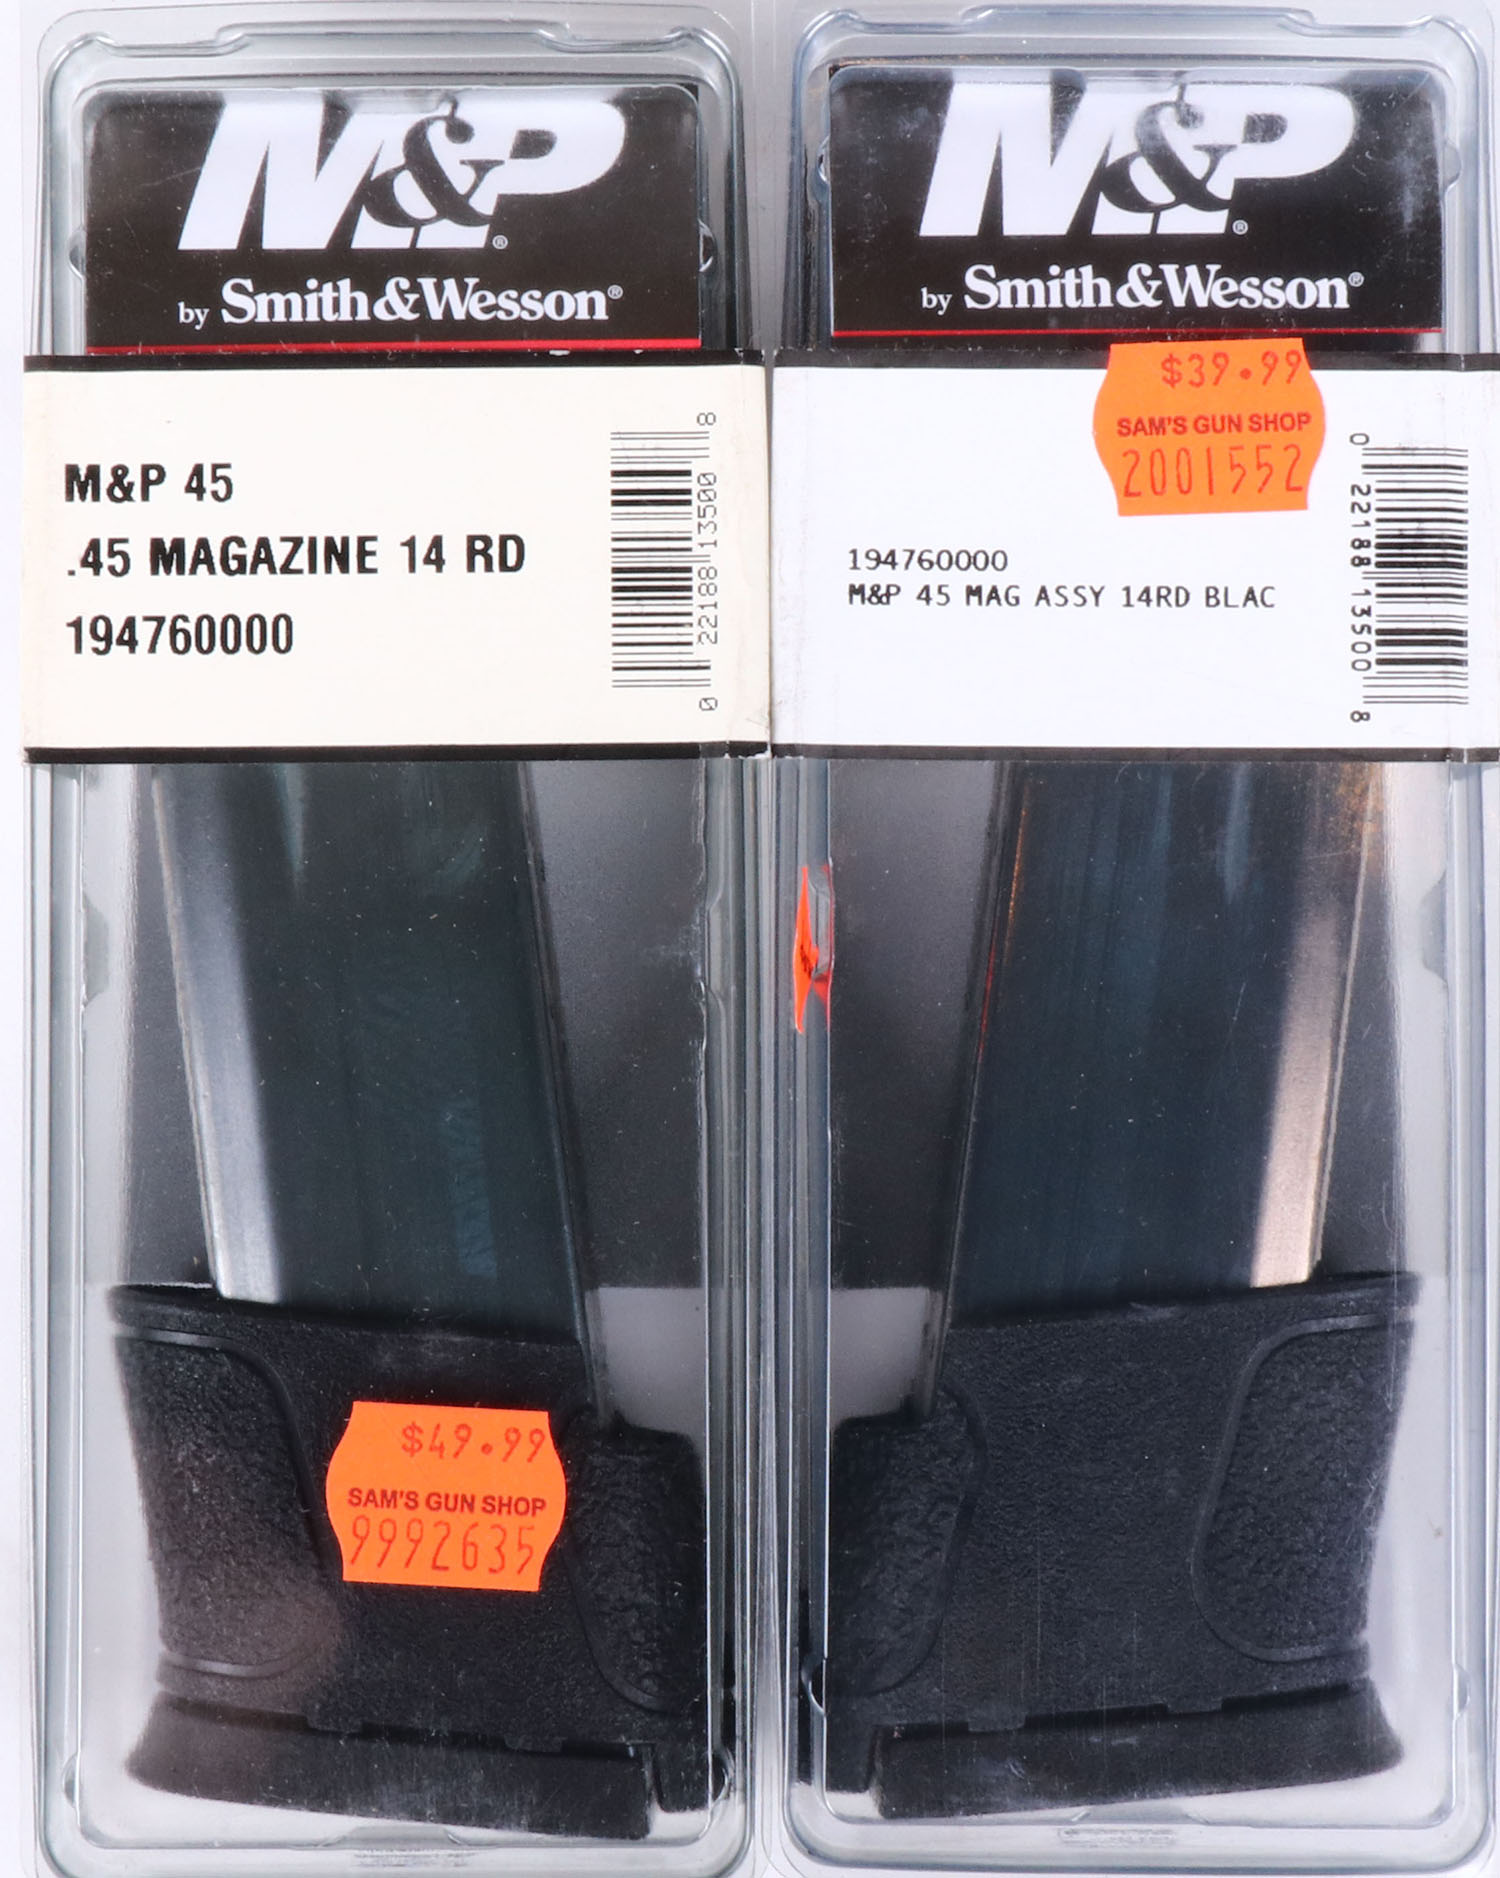 M&P®
by Smith&Wesson®
M&P 45
.45 MAGAZINE 14 RD
194760000
0 22188 13500 8
$49.99
SAM'S GUN SHOP
9992635
M&P®
by Smith&Wesson®
$39.99
SAM'S GUN SHOP
2001552
194760000
M&P 45 MAG ASSY 14RD BLAC
0 22188 13500 8